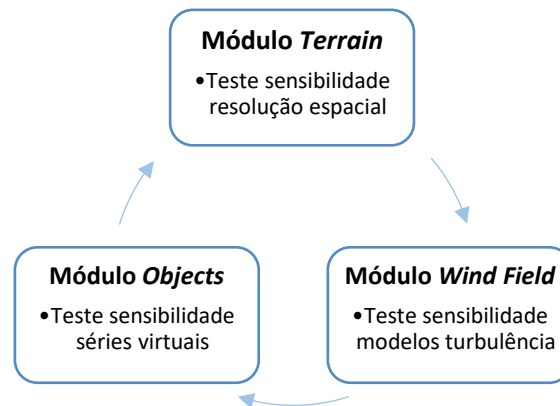 Módulo Terrain
•Teste sensibilidade
resolução espacial
Módulo Objects
•Teste sensibilidade
séries virtuais
Módulo Wind Field
•Teste sensibilidade
modelos turbulência